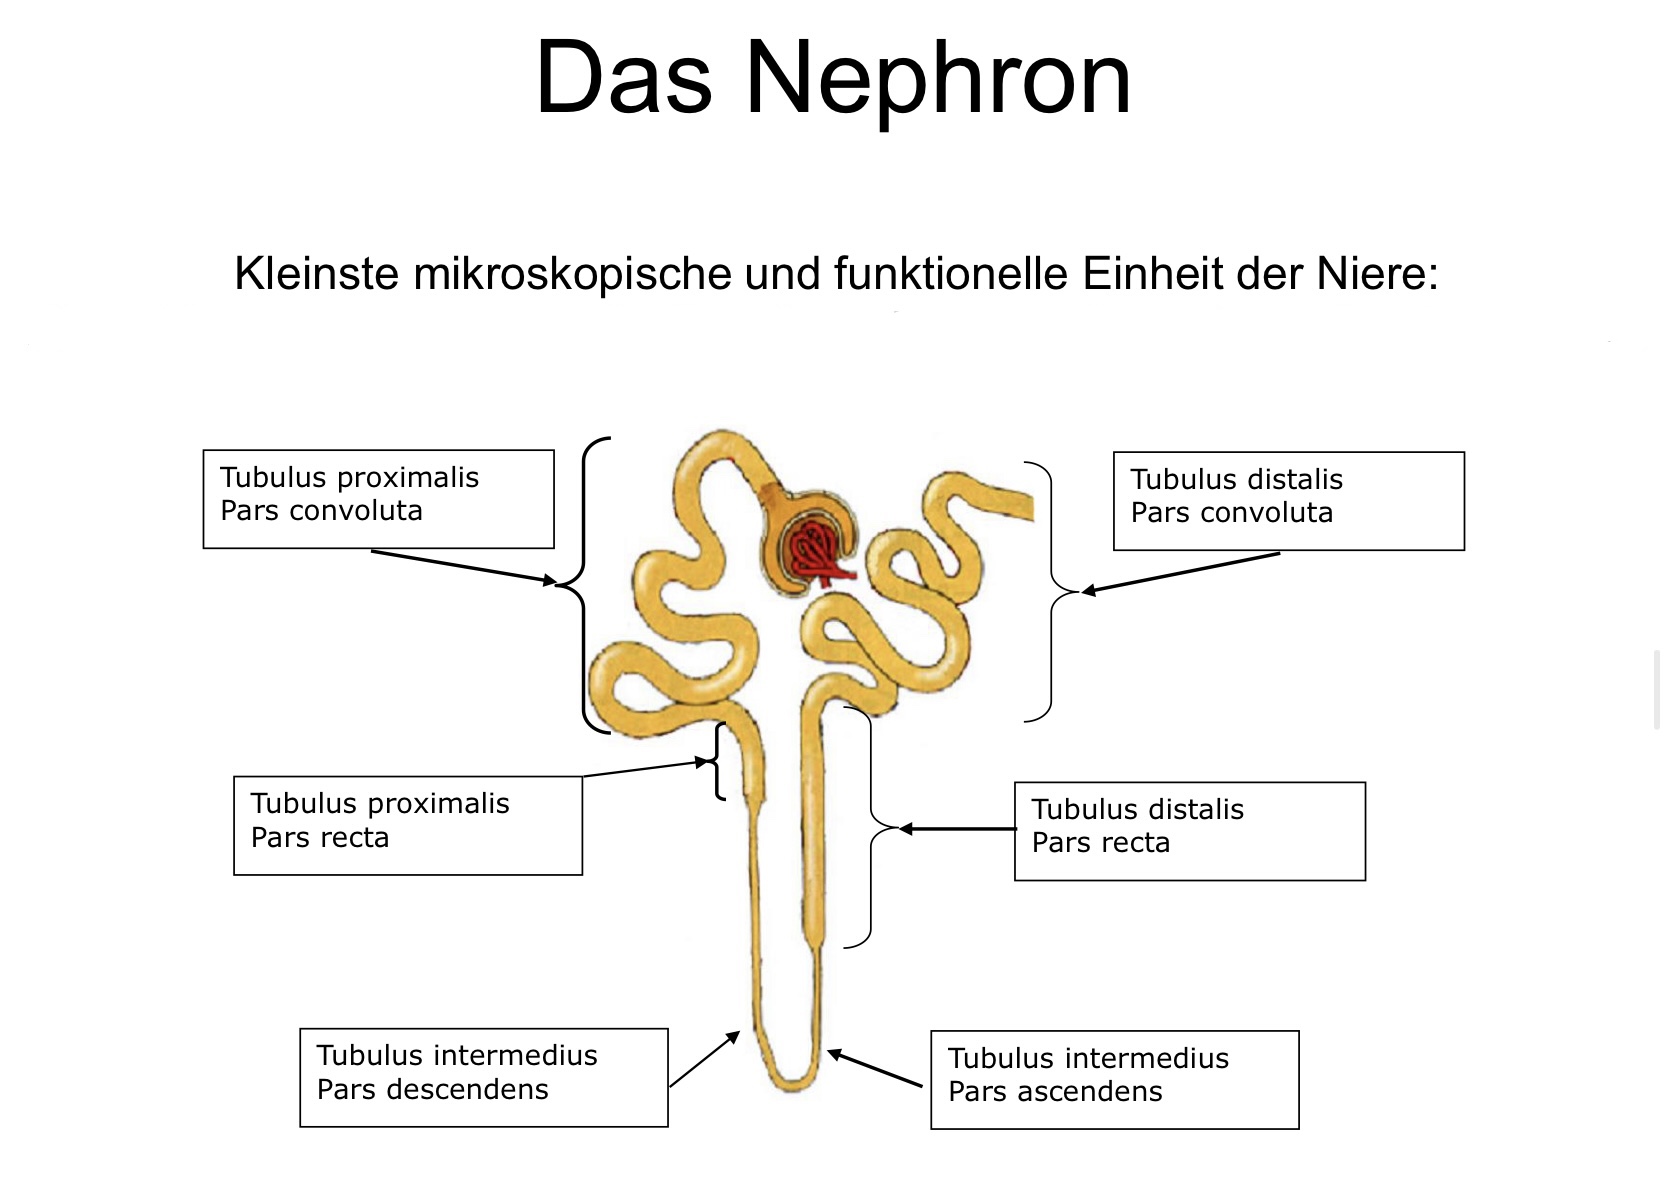 Das Nephron
Kleinste mikroskopische und funktionelle Einheit der Niere:
Tubulus proximalis
Pars convoluta
Tubulus distalis
Pars convoluta
Tubulus proximalis
Pars recta
Tubulus distalis
Pars recta
Tubulus intermedius
Pars descendens
Tubulus intermedius
Pars ascendens